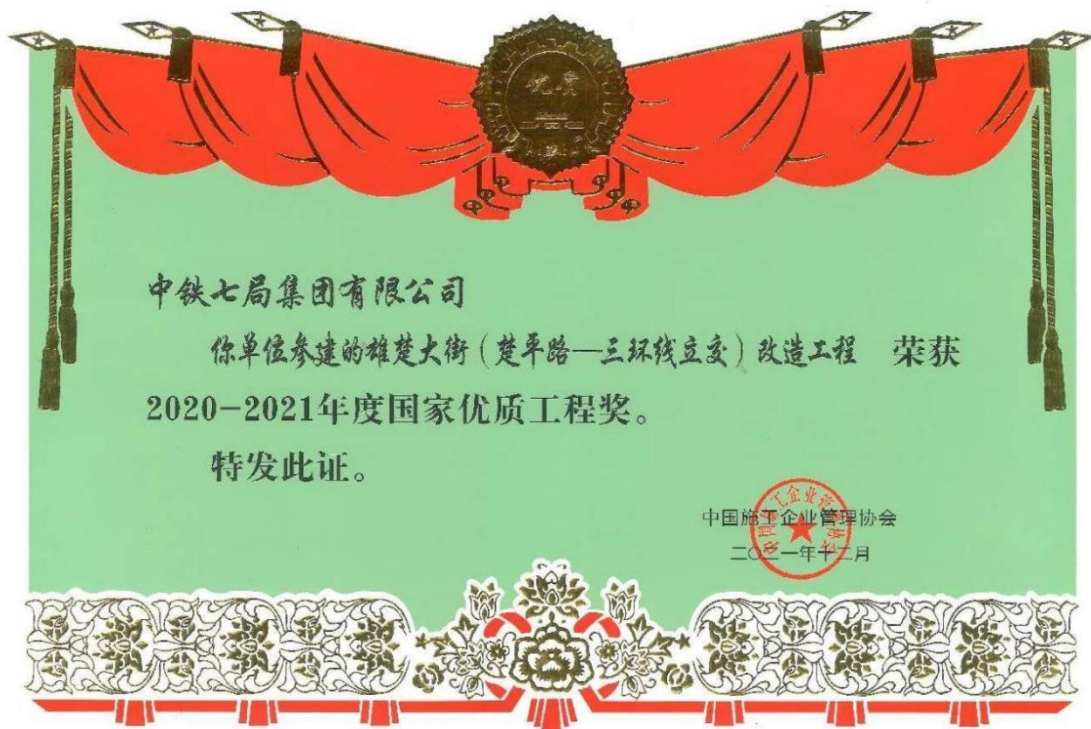 优质
中铁七局集团有限公司
你单位参建的雄楚大街（楚平路—三环线立交）改造工程 荣获
2020-2021年度国家优质工程奖。
特发此证。
中国施工企业管理协会
二〇二一年十二月